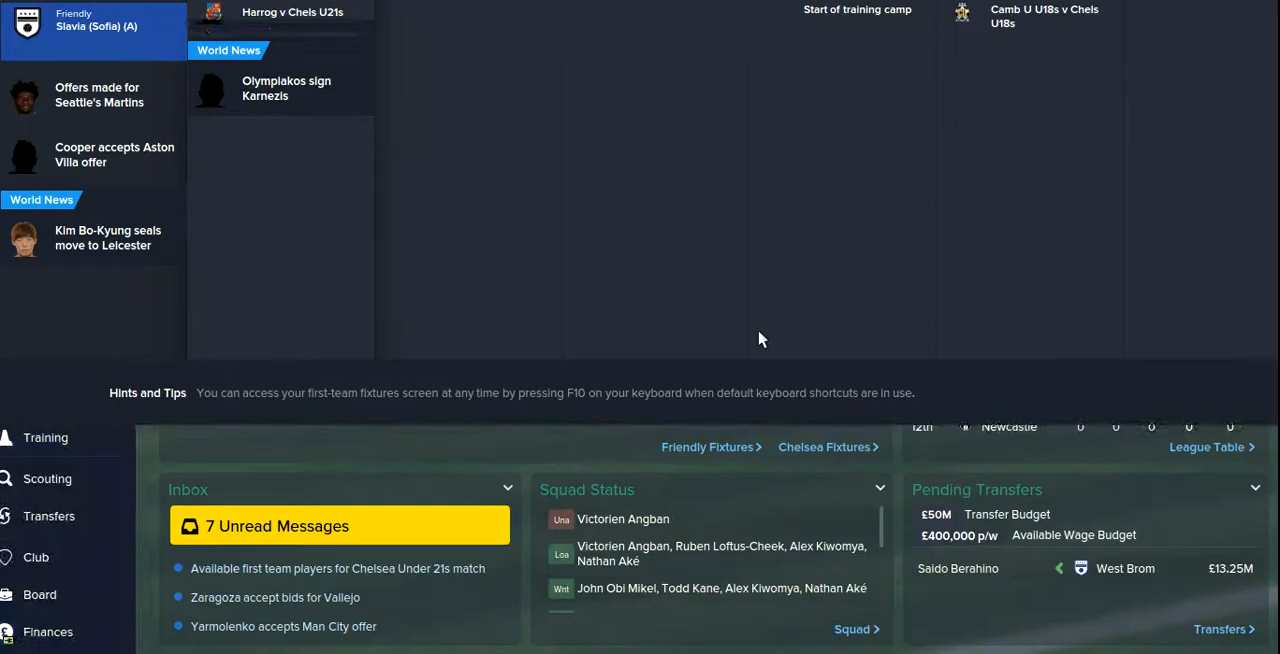 Friendly
Slavia (Sofia) (A)
Offers made for
Seattle's Martins
Cooper accepts Aston
Villa offer
World News
Kim Bo-Kyung seals
move to Leicester
Harrog v Chels U21s
World News
Olympiakos sign
Karnezis
Start of training camp
Camb U U18s v Chels
U18s
Hints and Tips You can access your first-team fixtures screen at any time by pressing F10 on your keyboard when default keyboard shortcuts are in use.
Training
Scouting
Transfers
Club
Board
Finances
Friendly Fixtures >
Chelsea Fixtures >
12th Newcastle 0 0 0 0 0
League Table >
Inbox
7 Unread Messages
Available first team players for Chelsea Under 21s match
Zaragoza accept bids for Vallejo
Yarmolenko accepts Man City offer
Squad Status
Una Victorien Angban
Loa Victorien Angban, Ruben Loftus-Cheek, Alex Kiwomya,
Nathan Aké
Wnt John Obi Mikel, Todd Kane, Alex Kiwomya, Nathan Aké
Squad >
Pending Transfers
£50M Transfer Budget
£400,000 p/w Available Wage Budget
Saido Berahino West Brom £13.25M
Transfers >